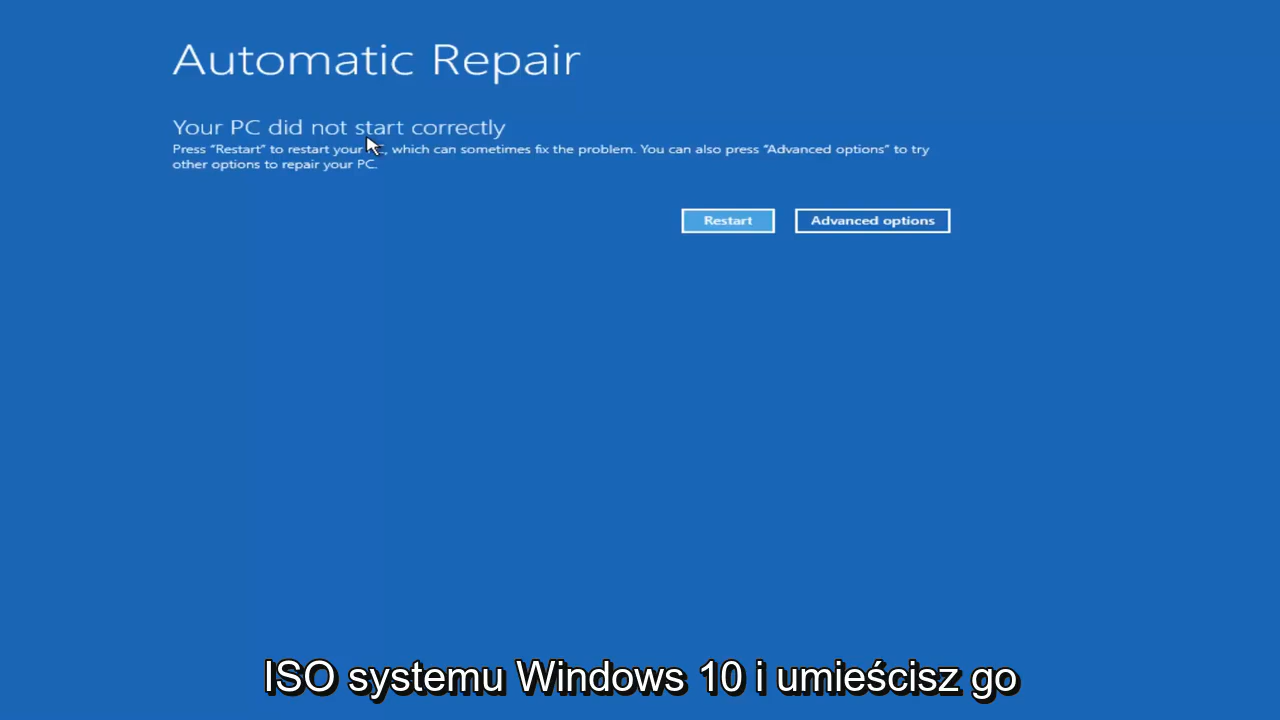 Automatic Repair
Your PC did not start correctly
Press “Restart” to restart your PC, which can sometimes fix the problem. You can also press “Advanced options” to try
other options to repair your PC.
Restart
Advanced options
ISO systemu Windows 10 i umieścisz go